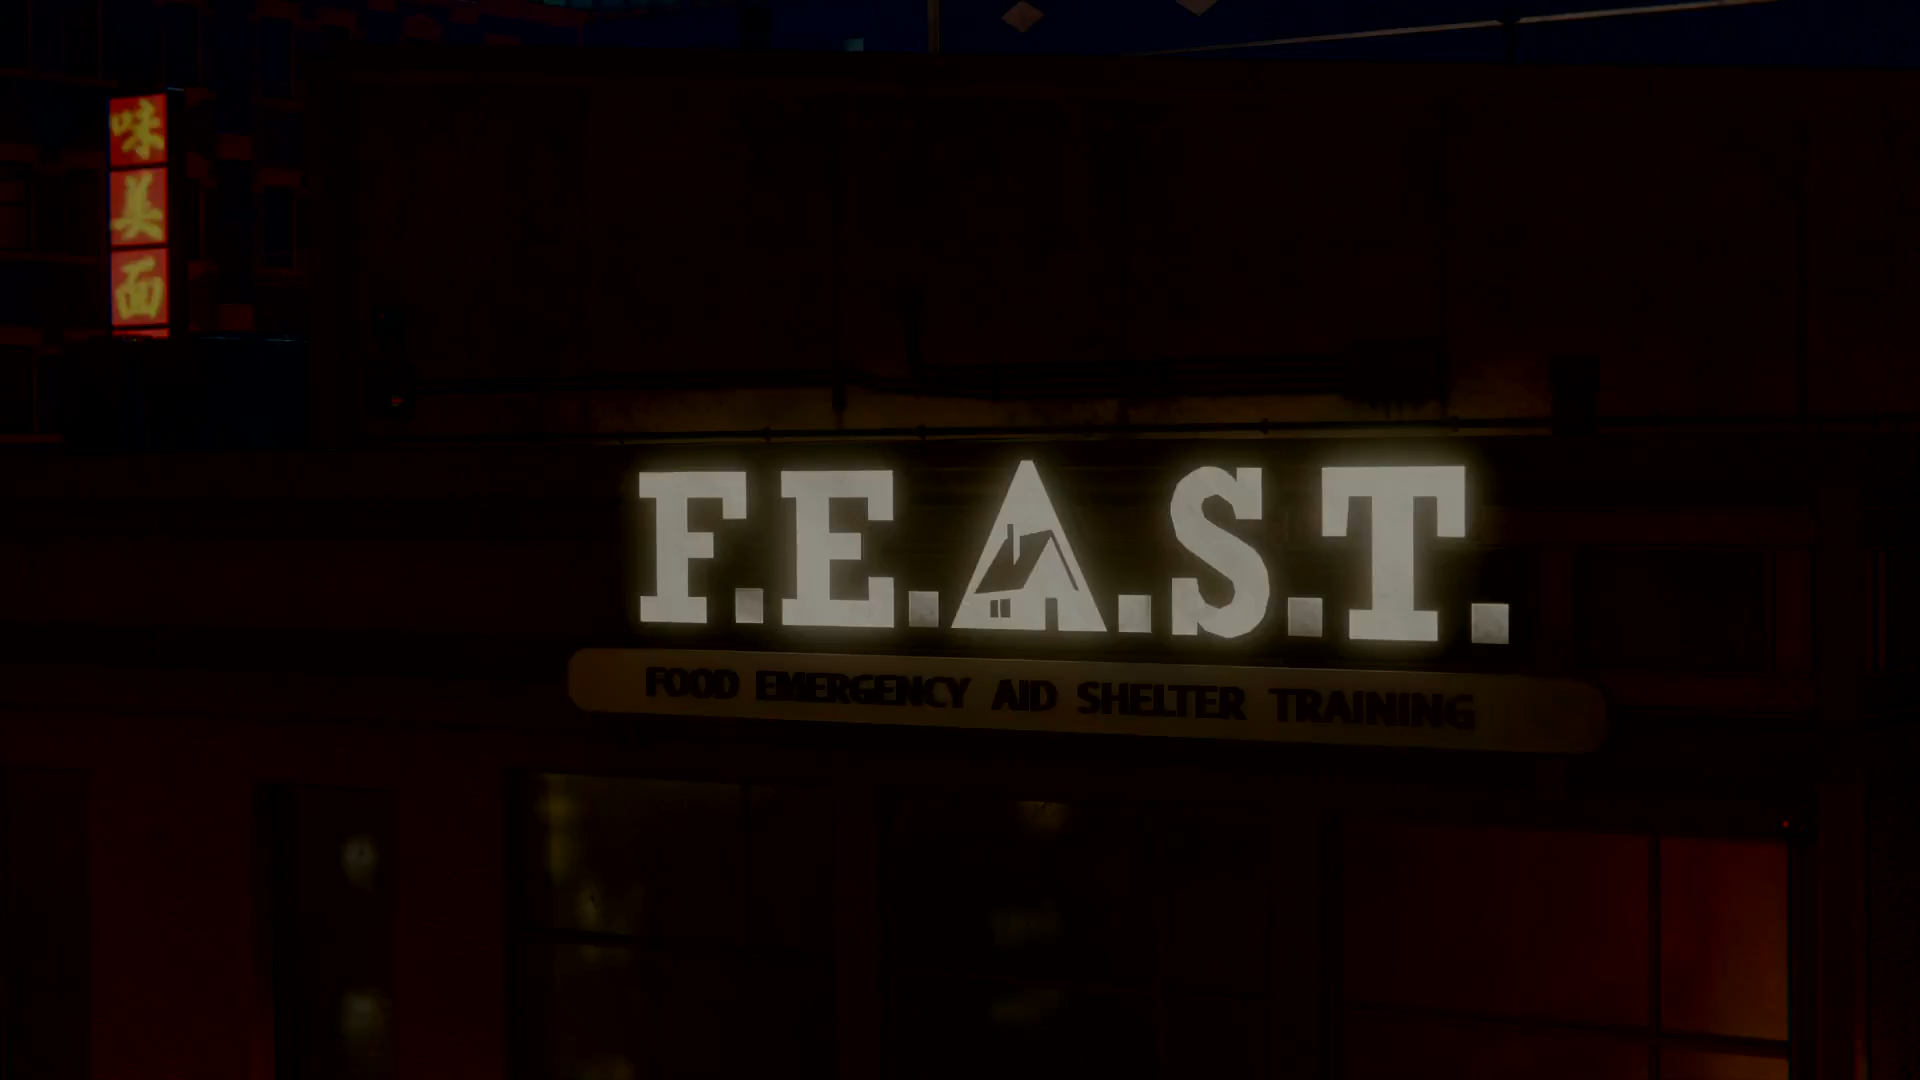 味美面
F.E.A.S.T.
FOOD EMERGENCY AID SHELTER TRAINING